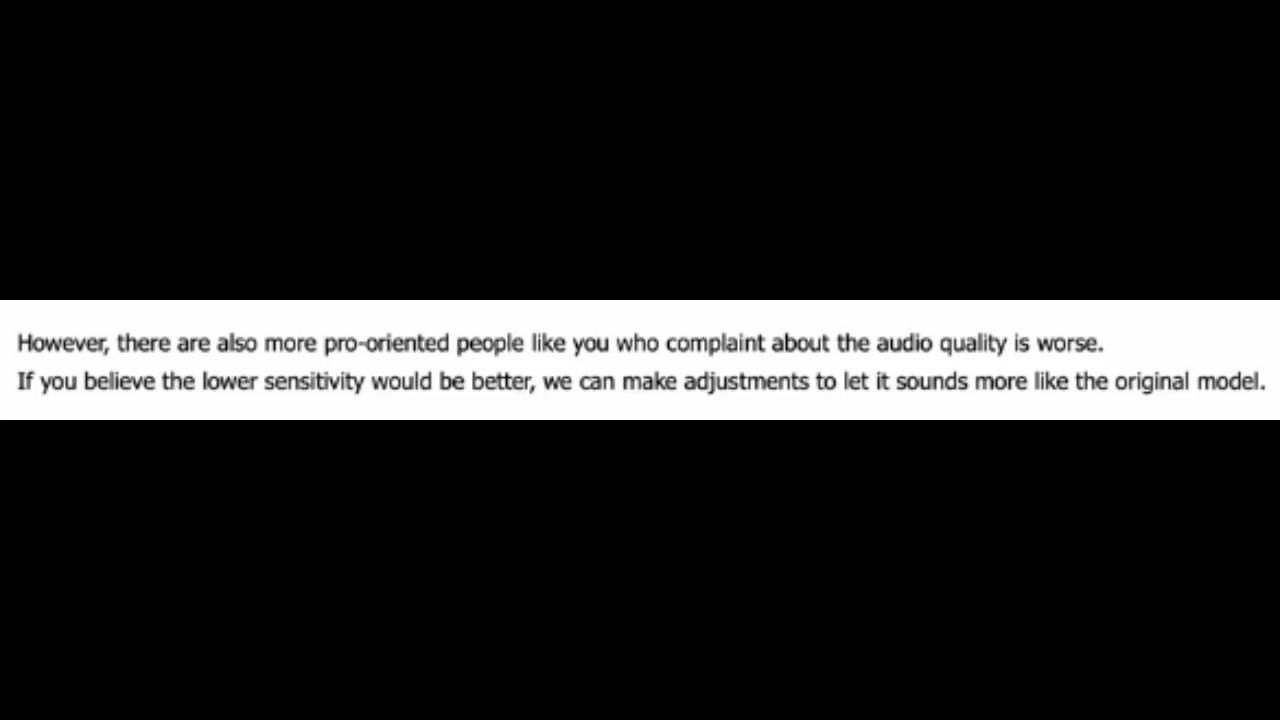 However, there are also more pro-oriented people like you who complaint about the audio quality is worse.
If you believe the lower sensitivity would be better, we can make adjustments to let it sounds more like the original model.